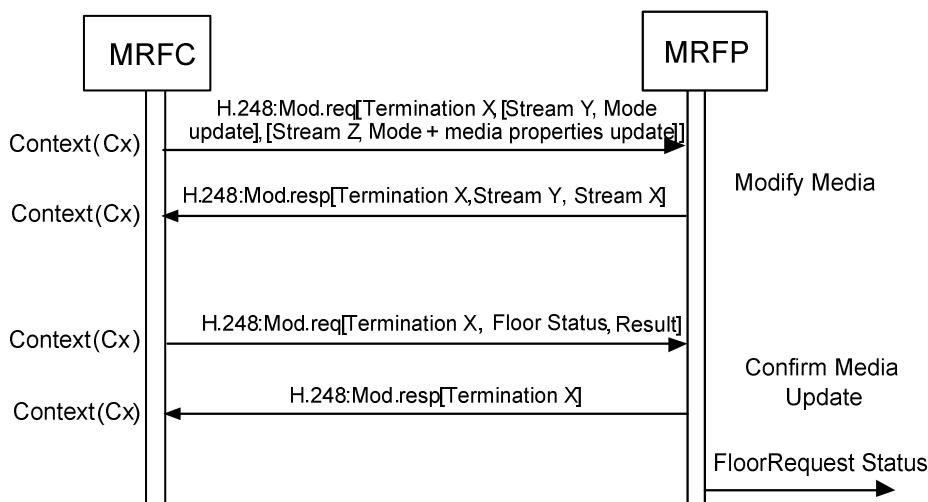 MRFC
MRFP
H.248:Mod.req[Termination X,[Stream Y, Mode
update],[Stream Z, Mode + media properties update]]
Context(Cx)
Modify Media
H.248:Mod.resp[Termination X,Stream Y, Stream X]
Context(Cx)
H.248:Mod.req[Termination X, Floor Status, Result]
Context(Cx)
Confirm Media
Update
H.248:Mod.resp[Termination X]
Context(Cx)
FloorRequest Status